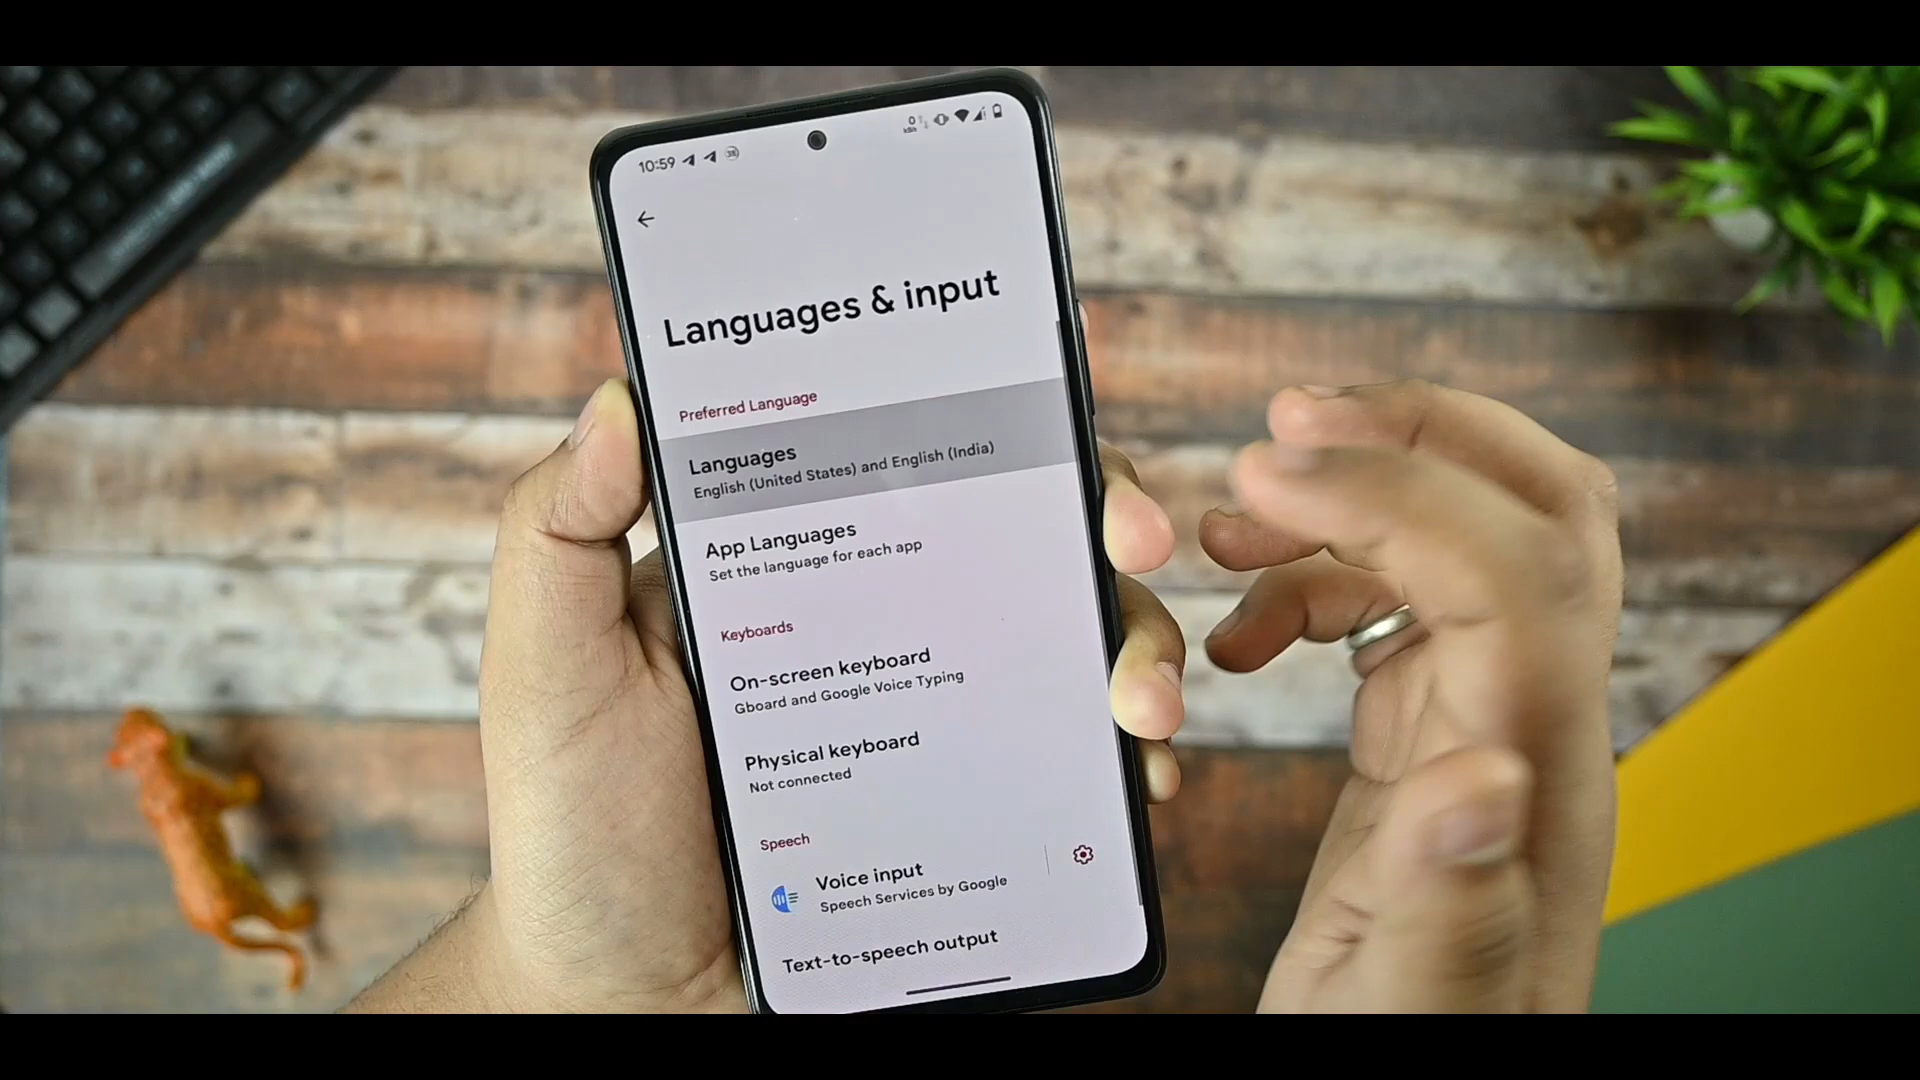 10:59
Languages & input
Preferred Language
Languages
English (United States) and English (India)
App Languages
Set the language for each app
Keyboards
On-screen keyboard
Gboard and Google Voice Typing
Physical keyboard
Not connected
Speech
Voice input
Speech Services by Google
Text-to-speech output